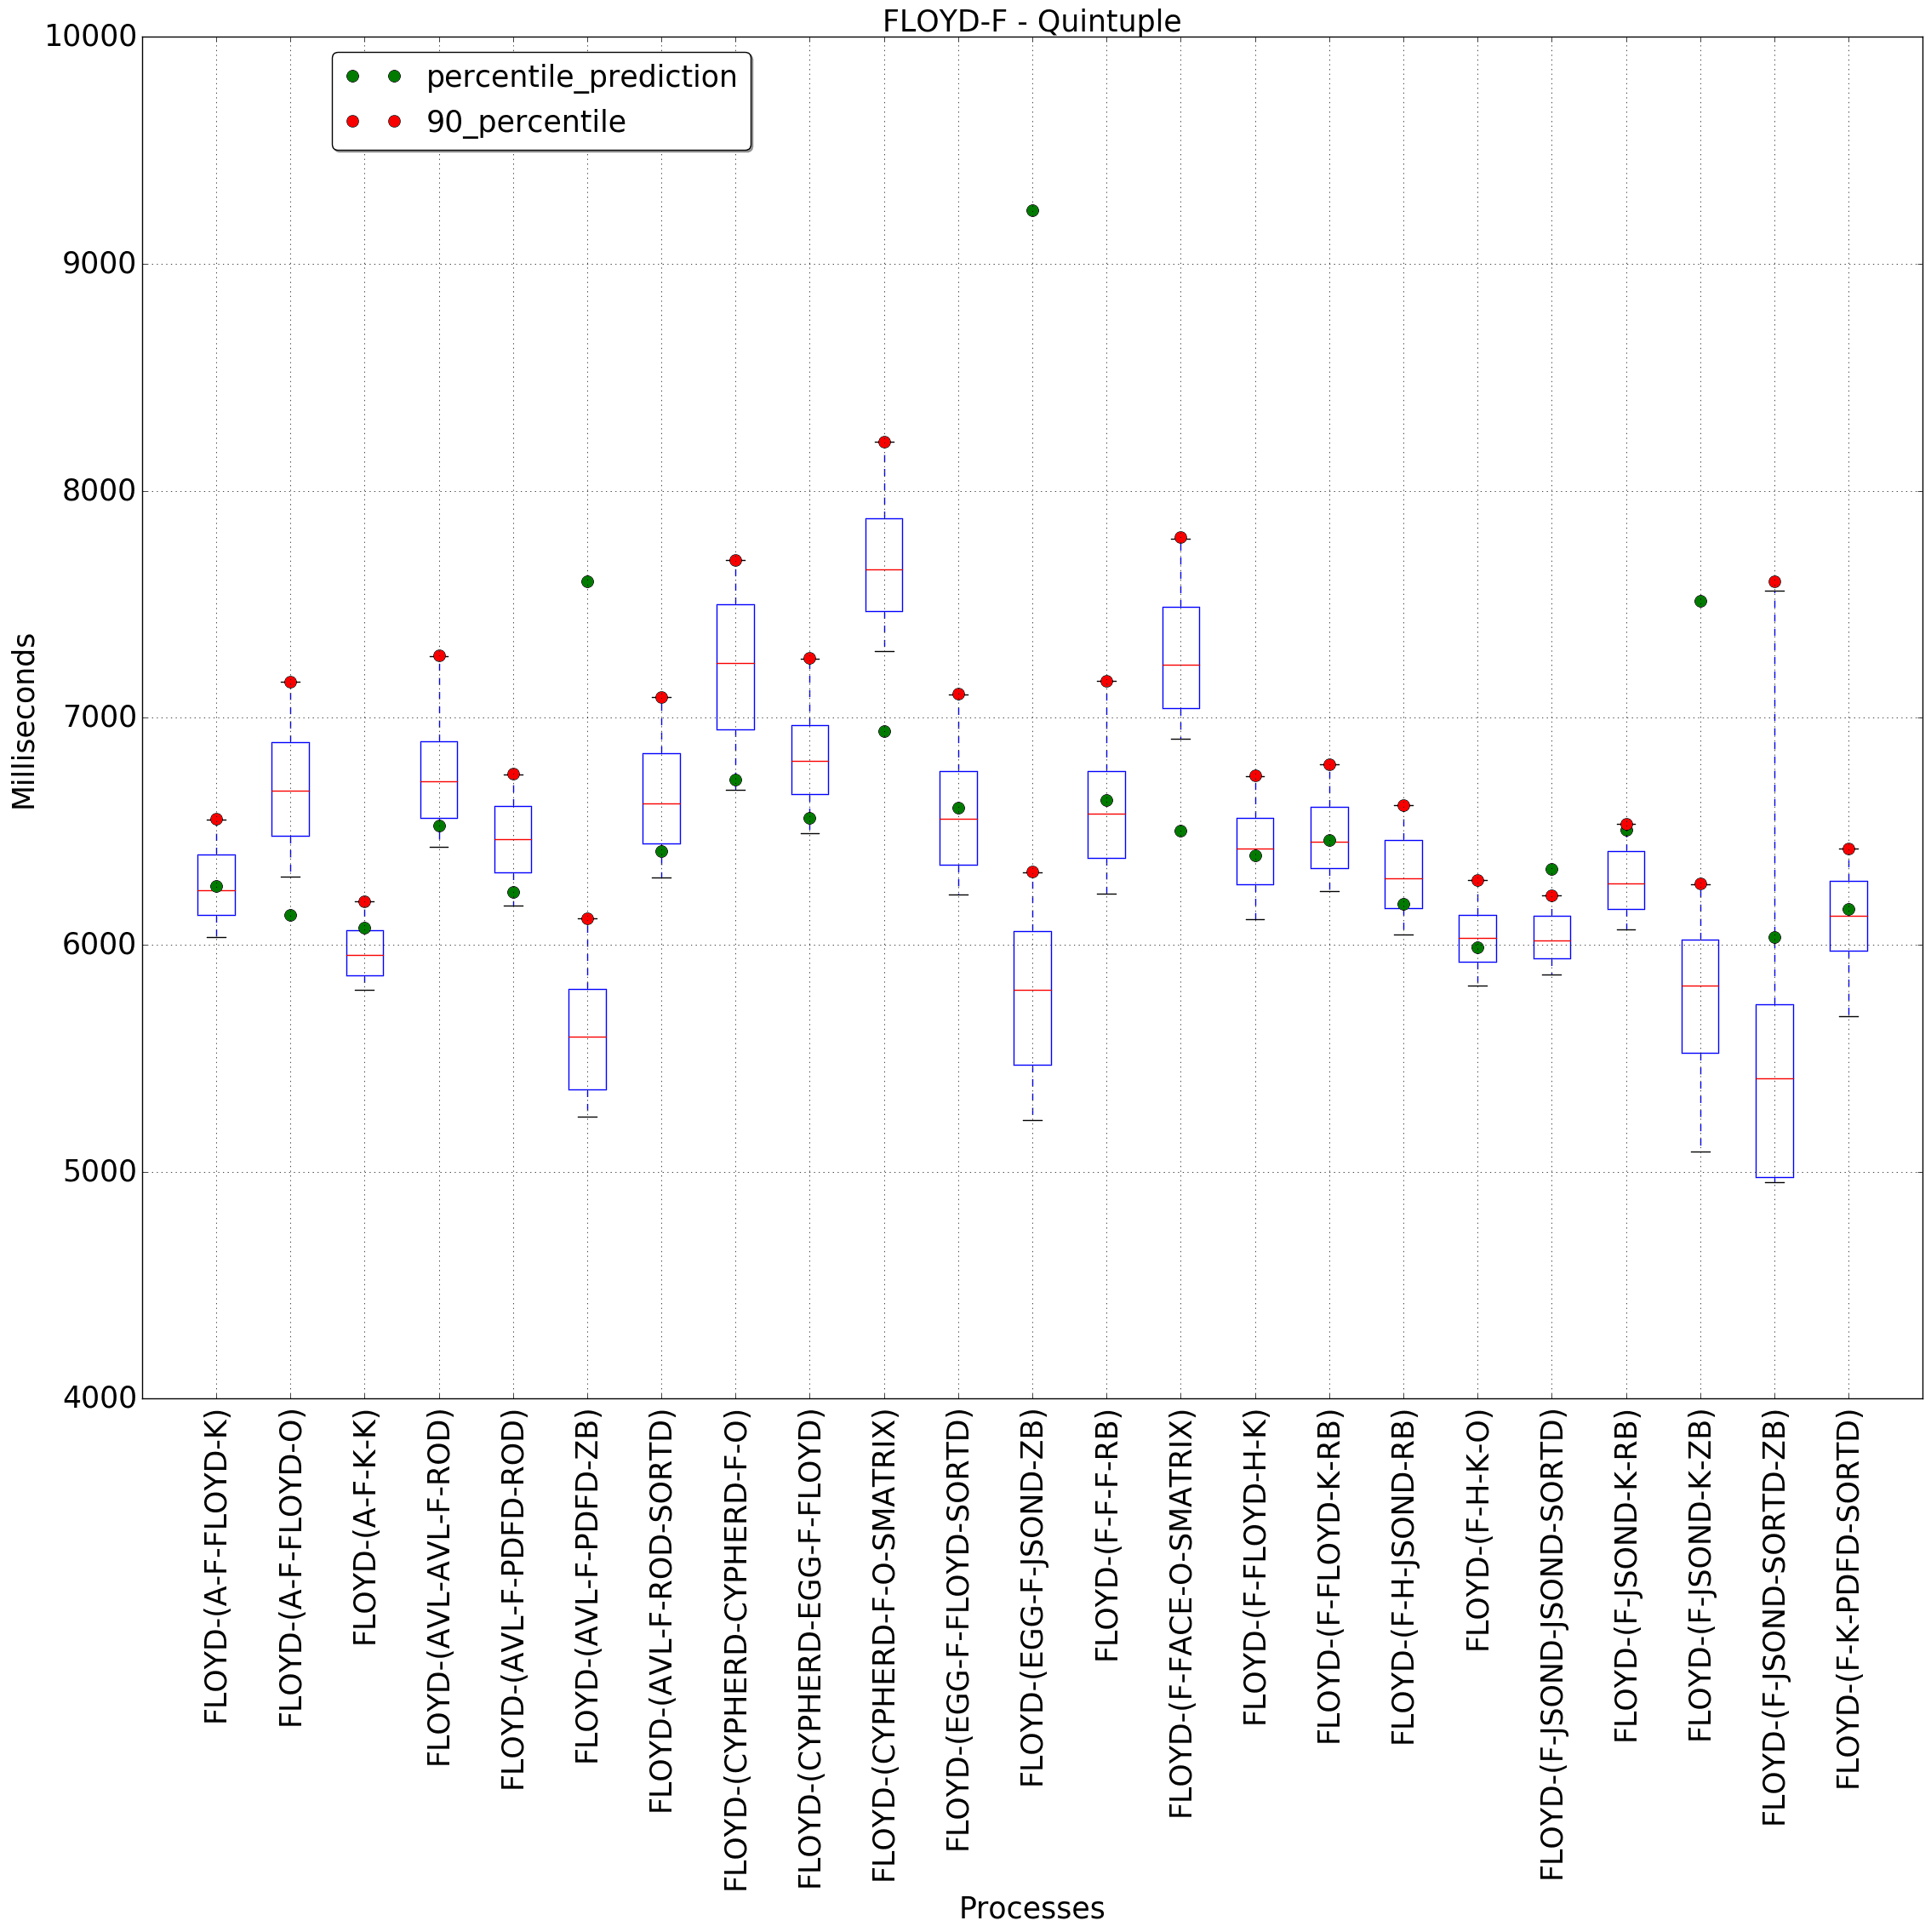 FLOYD-F - Quintuple
percentile_prediction
90_percentile
10000
9000
8000
7000
6000
5000
4000
Milliseconds
FLOYD-(A-F-FLOYD-K)
FLOYD-(A-F-FLOYD-O)
FLOYD-(A-F-K-K)
FLOYD-(AVL-AVL-F-ROD)
FLOYD-(AVL-F-PDFD-ROD)
FLOYD-(AVL-F-PDFD-ZB)
FLOYD-(AVL-F-ROD-SORTD)
FLOYD-(CYPHERD-CYPHERD-F-O)
FLOYD-(CYPHERD-EGG-F-FLOYD)
FLOYD-(CYPHERD-F-O-SMATRIX)
FLOYD-(EGG-F-FLOYD-SORTD)
FLOYD-(EGG-F-JSOND-ZB)
FLOYD-(F-F-F-RB)
FLOYD-(F-FACE-O-SMATRIX)
FLOYD-(F-FLOYD-H-K)
FLOYD-(F-FLOYD-K-RB)
FLOYD-(F-H-JSOND-RB)
FLOYD-(F-H-K-O)
FLOYD-(F-JSOND-JSOND-SORTD)
FLOYD-(F-JSOND-K-RB)
FLOYD-(F-JSOND-K-ZB)
FLOYD-(F-JSOND-SORTD-ZB)
FLOYD-(F-K-PDFD-SORTD)
Processes